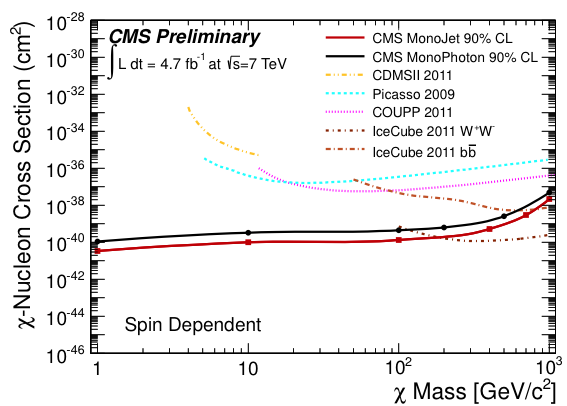 CMS Preliminary
∫ L dt = 4.7 fb⁻¹ at √s=7 TeV
CMS MonoJet 90% CL
CMS MonoPhoton 90% CL
CDMSII 2011
Picasso 2009
COUPP 2011
IceCube 2011 W⁺W⁻
IceCube 2011 bb̅
χ-Nucleon Cross Section (cm²)
10⁻²⁸
10⁻³⁰
10⁻³²
10⁻³⁴
10⁻³⁶
10⁻³⁸
10⁻⁴⁰
10⁻⁴²
10⁻⁴⁴
10⁻⁴⁶
Spin Dependent
1 10 10² 10³
χ Mass [GeV/c²]